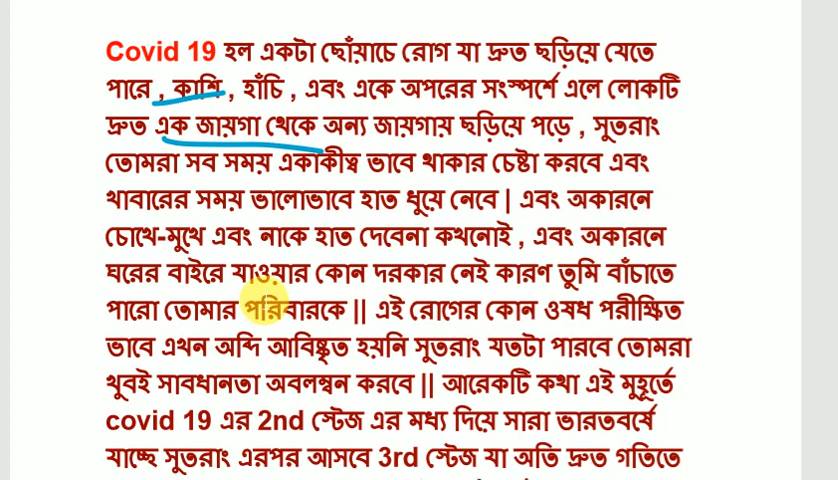 Covid 19 হল একটা ছোঁয়াচে রোগ যা দ্রুত ছড়িয়ে যেতে
পারে , কাশি , হাঁচি , এবং একে অপরের সংস্পর্শে এলে লোকটি
দ্রুত এক জায়গা থেকে অন্য জায়গায় ছড়িয়ে পড়ে , সুতরাং
তোমরা সব সময় একাকীত্ব ভাবে থাকার চেষ্টা করবে এবং
খাবারের সময় ভালোভাবে হাত ধুয়ে নেবে | এবং অকারনে
চোখে-মুখে এবং নাকে হাত দেবেনা কখনোই , এবং অকারনে
ঘরের বাইরে যাওয়ার কোন দরকার নেই কারণ তুমি বাঁচাতে
পারো তোমার পরিবারকে || এই রোগের কোন ওষধ পরীক্ষিত
ভাবে এখন অব্দি আবিষ্কৃত হয়নি সুতরাং যতটা পারবে তোমরা
খুবই সাবধানতা অবলম্বন করবে || আরেকটি কথা এই মুহূর্তে
covid 19 এর 2nd স্টেজ এর মধ্য দিয়ে সারা ভারতবর্ষে
যাচ্ছে সুতরাং এরপর আসবে 3rd স্টেজ যা অতি দ্রুত গতিতে